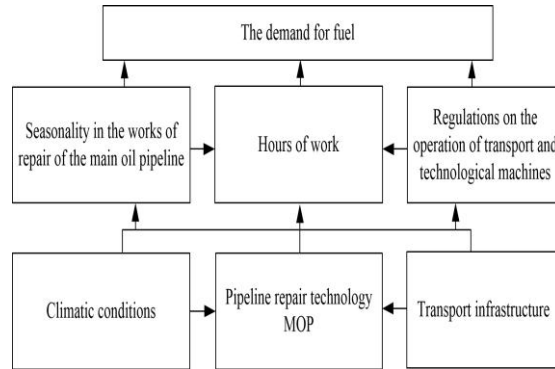 The demand for fuel
Seasonality in the works of
repair of the main oil pipeline
Hours of work
Regulations on the
operation of transport and
technological machines
Climatic conditions
Pipeline repair technology
MOP
Transport infrastructure